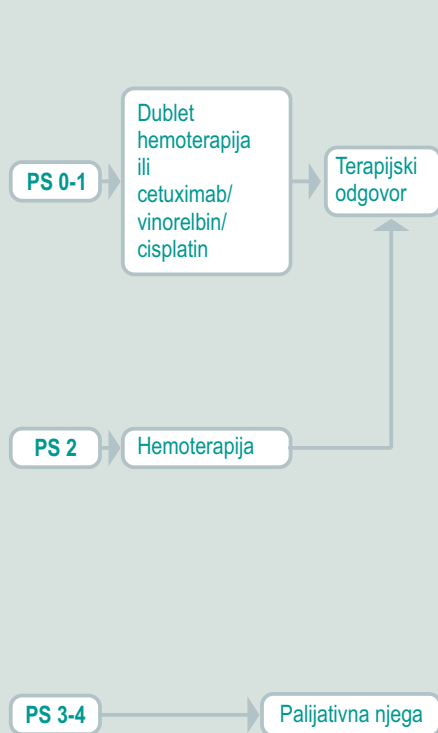 PS 0-1
Dublet
hemoterapija
ili
cetuximab/
vinorelbin/
cisplatin
Terapijski
odgovor
PS 2
Hemoterapija
PS 3-4
Palijativna njega